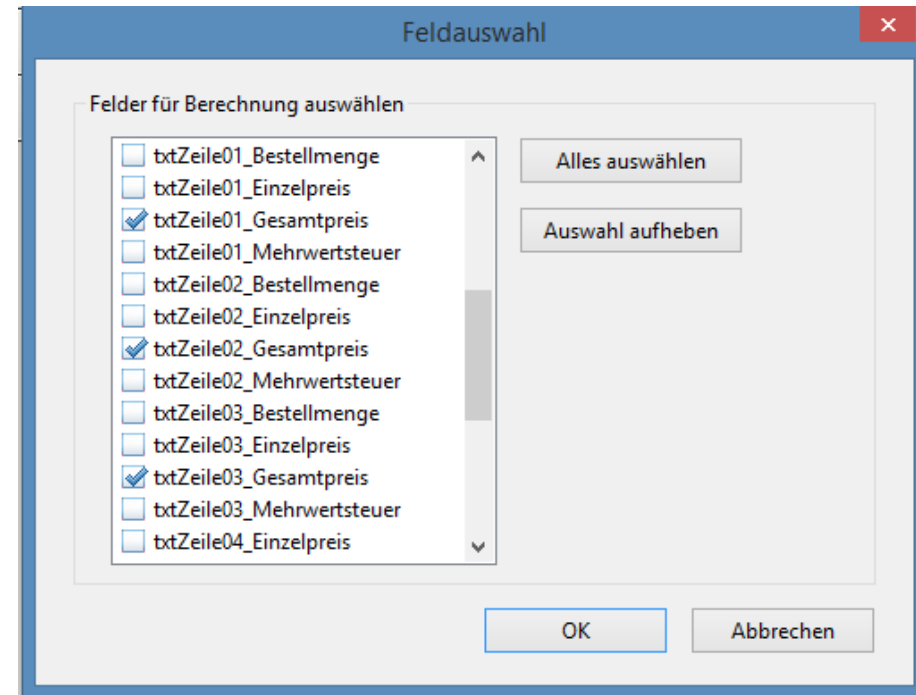 Feldauswahl
Felder für Berechnung auswählen
txtZeile01_Bestellmenge
txtZeile01_Einzelpreis
txtZeile01_Gesamtpreis
txtZeile01_Mehrwertsteuer
txtZeile02_Bestellmenge
txtZeile02_Einzelpreis
txtZeile02_Gesamtpreis
txtZeile02_Mehrwertsteuer
txtZeile03_Bestellmenge
txtZeile03_Einzelpreis
txtZeile03_Gesamtpreis
txtZeile03_Mehrwertsteuer
txtZeile04_Einzelpreis
Alles auswählen
Auswahl aufheben
OK
Abbrechen